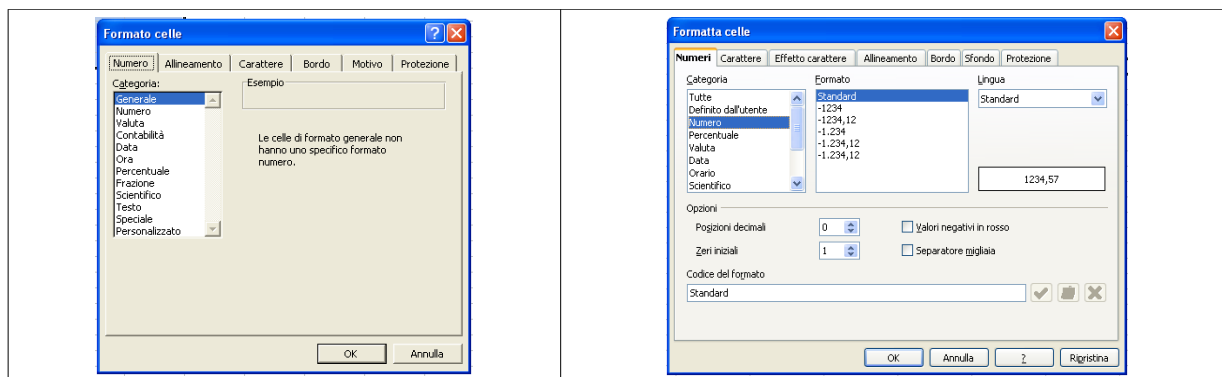 Formato celle
Numero Allineamento Carattere Bordo Motivo Protezione
Categoria:
Generale
Numero
Valuta
Contabilità
Data
Ora
Percentuale
Frazione
Scientifico
Testo
Speciale
Personalizzato
Esempio
Le celle di formato generale non
hanno uno specifico formato
numero.
OK Annulla
Formatta celle
Numeri Carattere Effetto carattere Allineamento Bordo Sfondo Protezione
Categoria
Tutte
Definito dall'utente
Numero
Percentuale
Valuta
Data
Orario
Scientifico
Formato
Standard
-1234
-1234,12
-1.234
-1.234,12
-1.234,12
Lingua
Standard
1234,57
Opzioni
Posizioni decimali 0 Valori negativi in rosso
Zeri iniziali 1 Separatore migliaia
Codice del formato
Standard
OK Annulla ? Ripristina